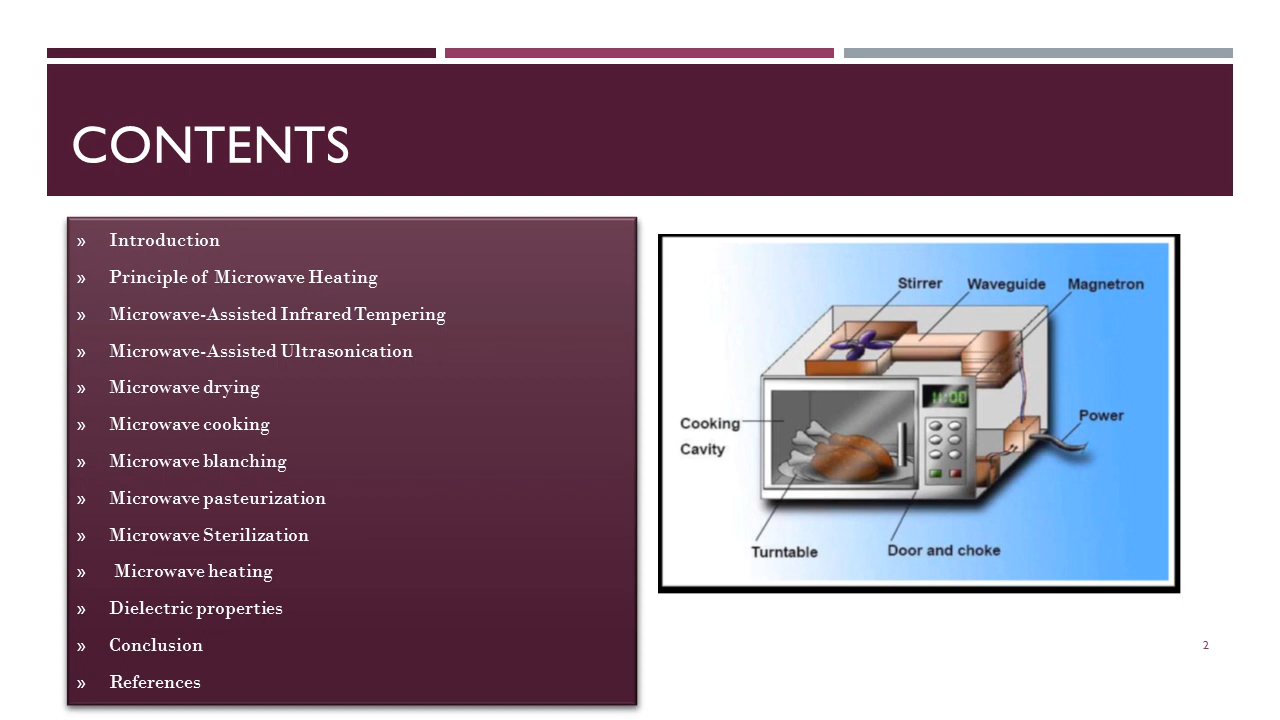 CONTENTS
» Introduction
» Principle of Microwave Heating
» Microwave-Assisted Infrared Tempering
» Microwave-Assisted Ultrasonication
» Microwave drying
» Microwave cooking
» Microwave blanching
» Microwave pasteurization
» Microwave Sterilization
» Microwave heating
» Dielectric properties
» Conclusion
» References
Stirrer
Waveguide
Magnetron
11:00
Cooking
Cavity
Power
Turntable
Door and choke
2